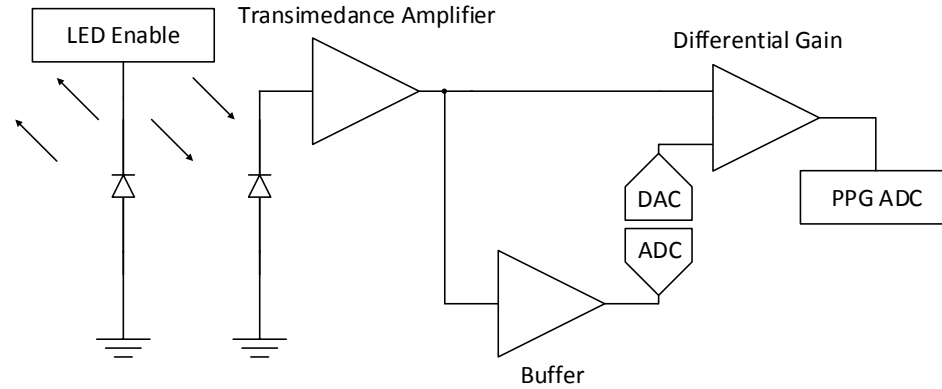 Transimedance Amplifier
LED Enable
Differential Gain
DAC
PPG ADC
ADC
Buffer